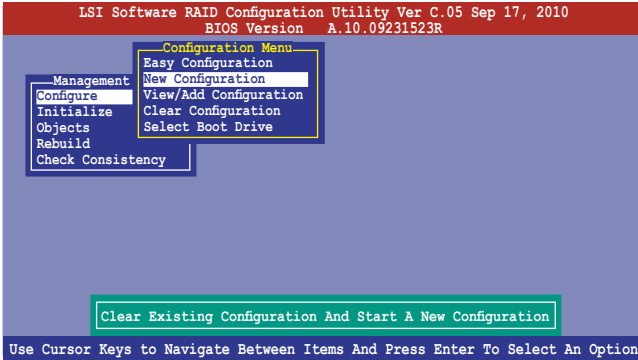 LSI Software RAID Configuration Utility Ver C.05 Sep 17, 2010
BIOS Version A.10.09231523R
Configuration Menu
Easy Configuration
New Configuration
View/Add Configuration
Clear Configuration
Select Boot Drive
Management
Configure
Initialize
Objects
Rebuild
Check Consistency
Clear Existing Configuration And Start A New Configuration
Use Cursor Keys to Navigate Between Items And Press Enter To Select An Option